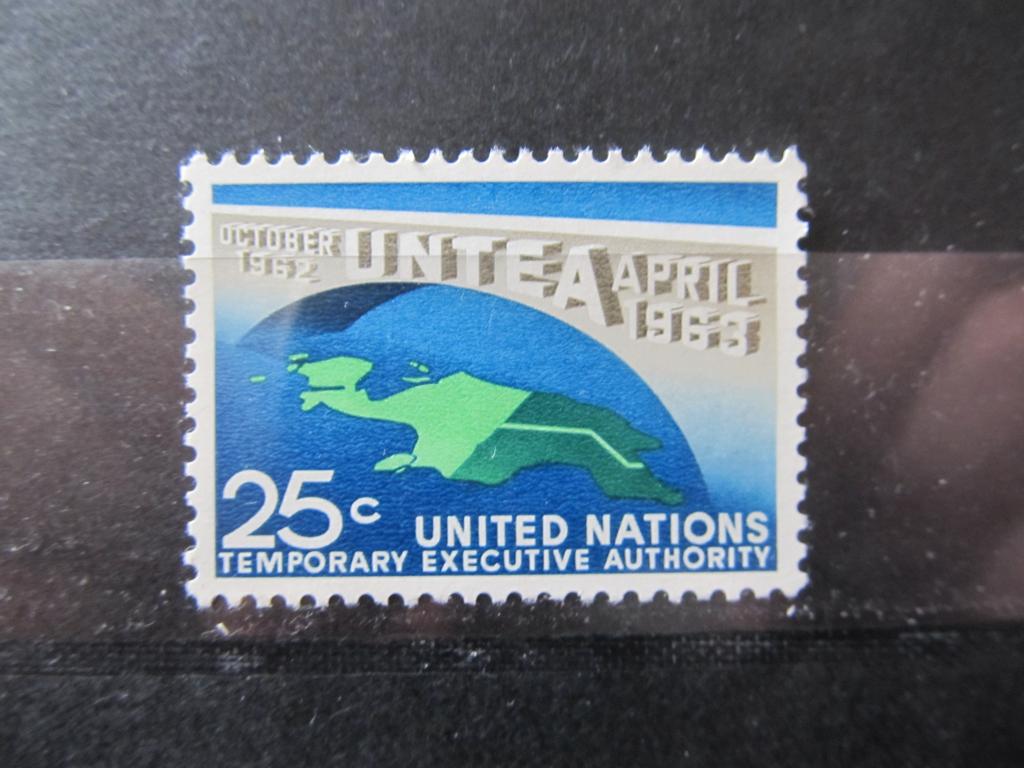 OCTOBER
1962
UNTEA
APRIL
1963
25c
UNITED NATIONS
TEMPORARY EXECUTIVE AUTHORITY